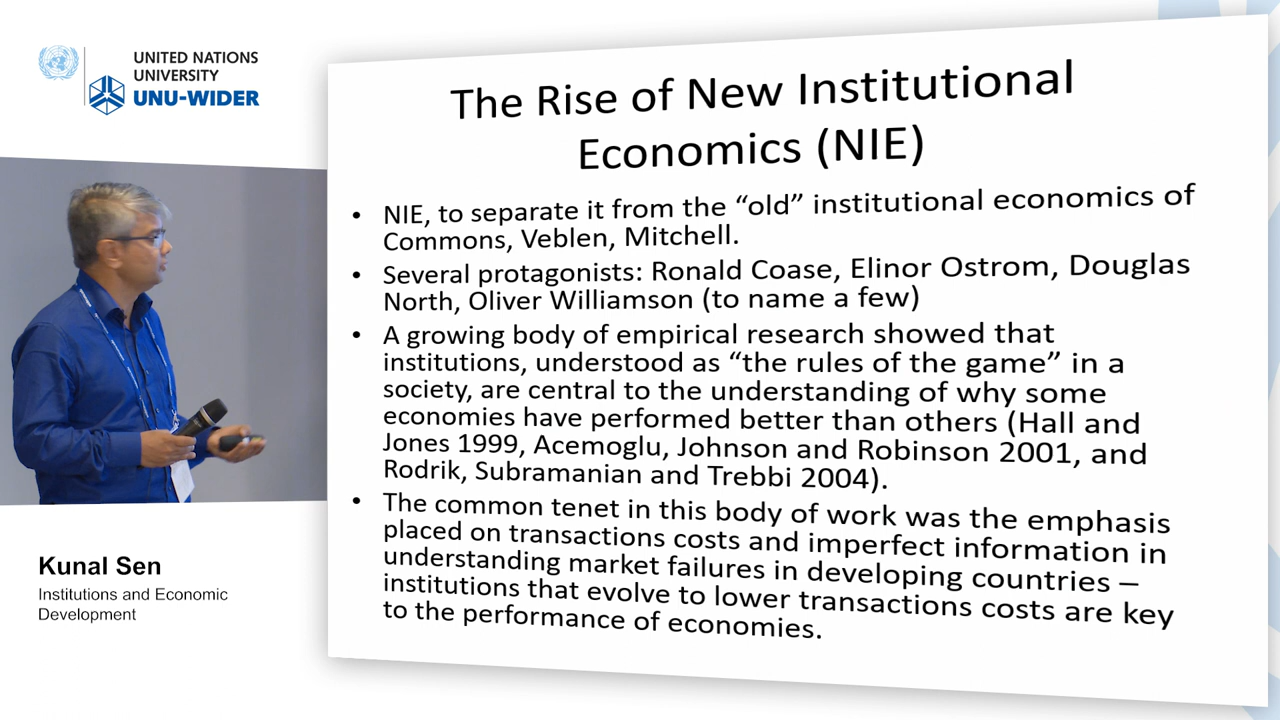 UNITED NATIONS
UNIVERSITY
UNU-WIDER
Kunal Sen
Institutions and Economic
Development
The Rise of New Institutional
Economics (NIE)
• NIE, to separate it from the “old” institutional economics of
Commons, Veblen, Mitchell.
• Several protagonists: Ronald Coase, Elinor Ostrom, Douglas
North, Oliver Williamson (to name a few)
• A growing body of empirical research showed that
institutions, understood as “the rules of the game” in a
society, are central to the understanding of why some
economies have performed better than others (Hall and
Jones 1999, Acemoglu, Johnson and Robinson 2001, and
Rodrik, Subramanian and Trebbi 2004).
• The common tenet in this body of work was the emphasis
placed on transactions costs and imperfect information in
understanding market failures in developing countries –
institutions that evolve to lower transactions costs are key
to the performance of economies.